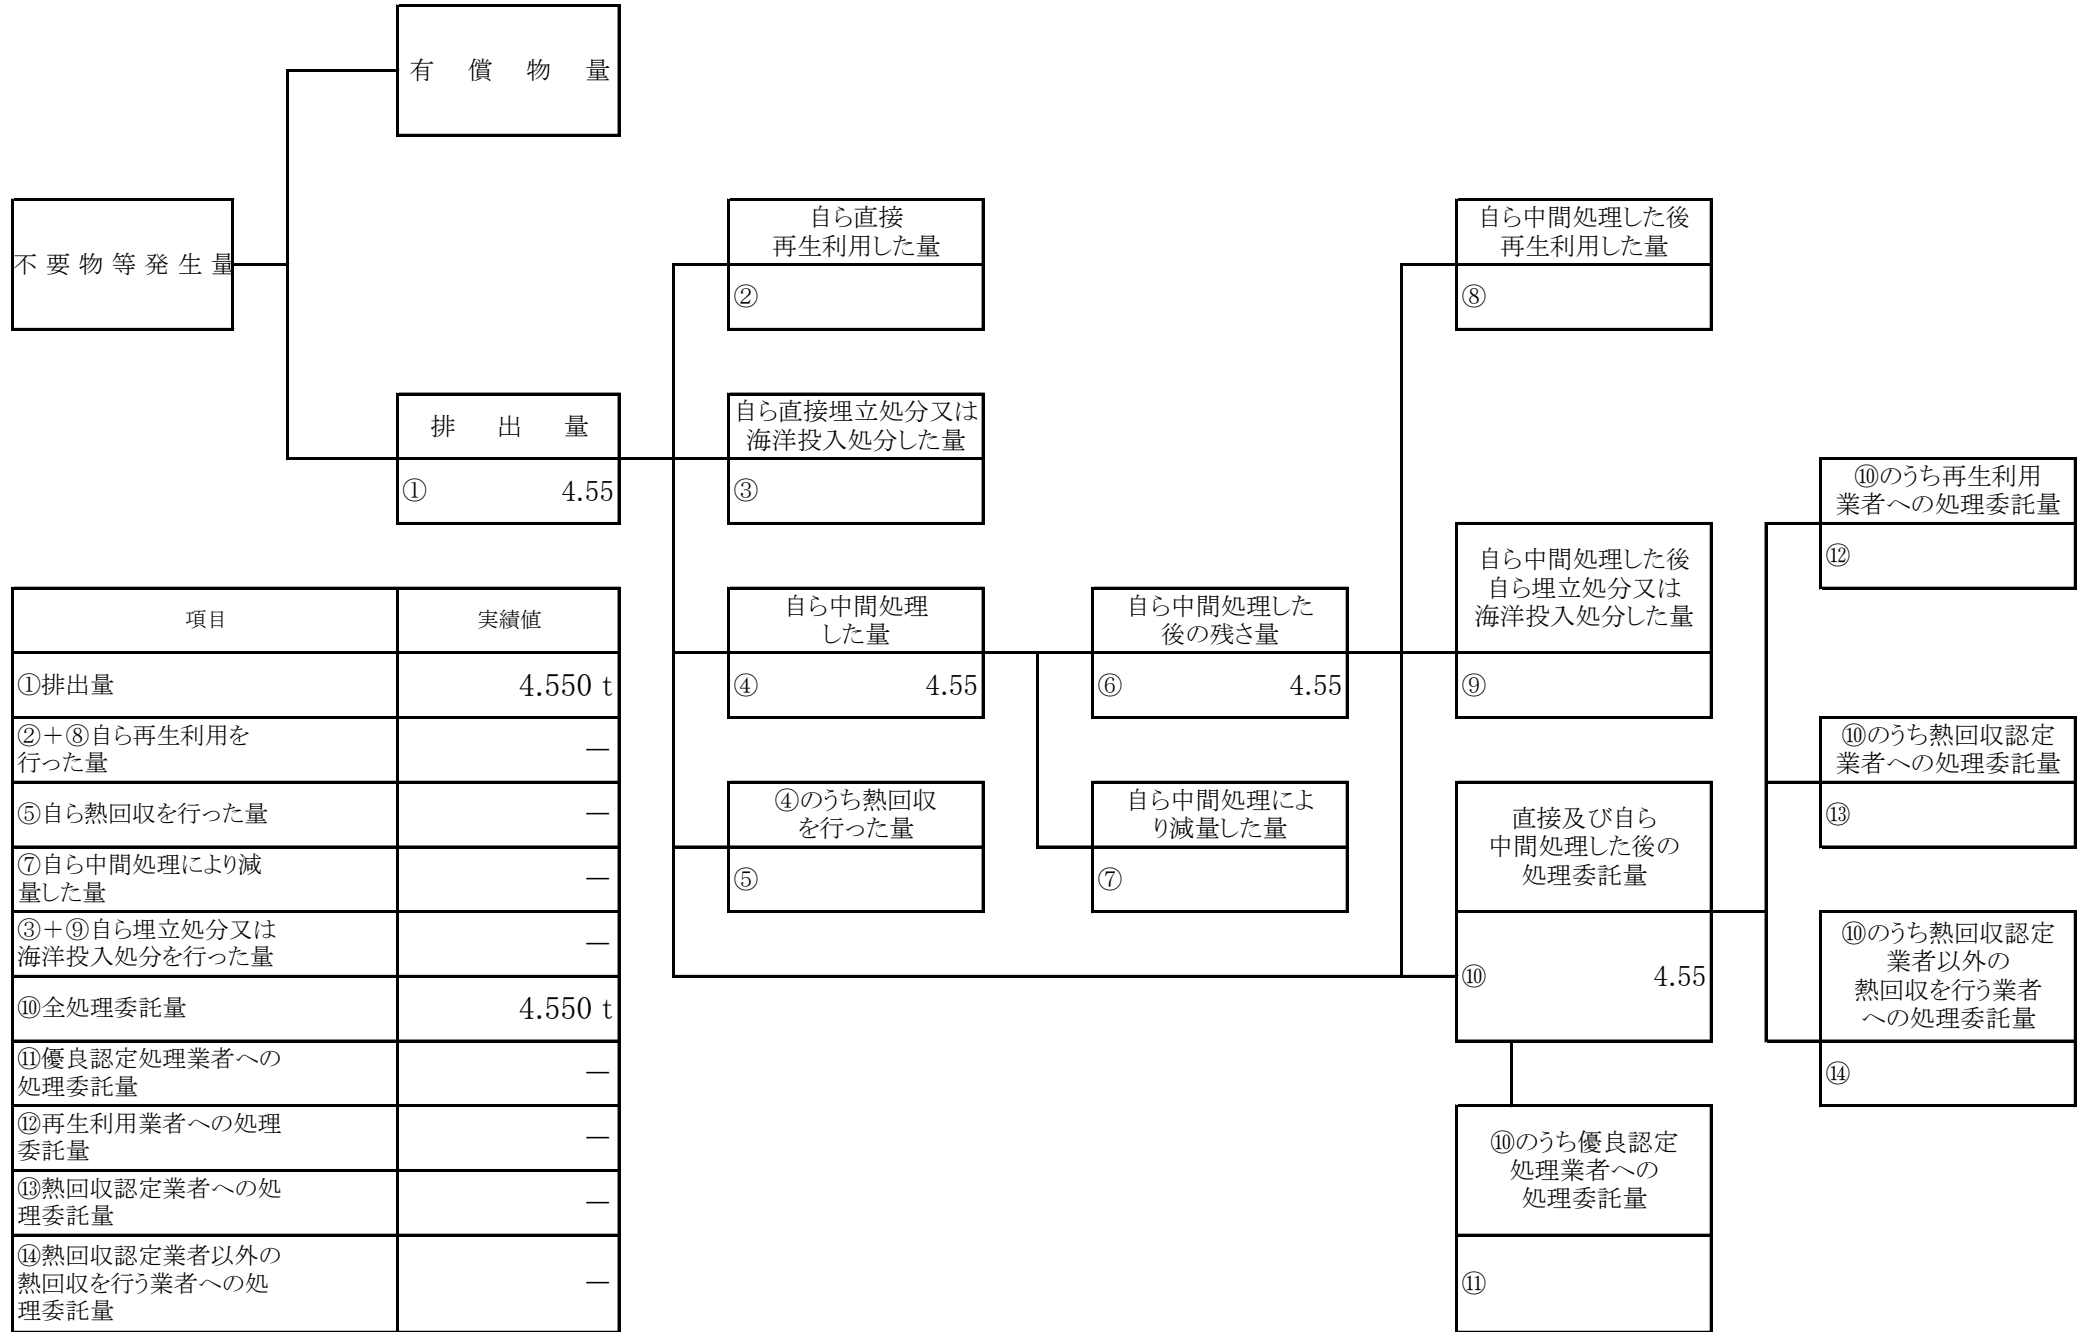 有償物量
不要物等発生量
自ら直接
再生利用した量
②
自ら中間処理した後
再生利用した量
⑧
排出量
① 4.55
自ら直接埋立処分又は
海洋投入処分した量
③
⑩のうち再生利用
業者への処理委託量
⑫
自ら中間処理した後
自ら埋立処分又は
海洋投入処分した量
⑨
自ら中間処理
した量
④ 4.55
自ら中間処理した
後の残さ量
⑥ 4.55
④のうち熱回収
を行った量
⑤
自ら中間処理によ
り減量した量
⑦
直接及び自ら
中間処理した後の
処理委託量
⑩ 4.55
⑩のうち熱回収認定
業者への処理委託量
⑬
⑩のうち熱回収認定
業者以外の
熱回収を行う業者
への処理委託量
⑭
⑩のうち優良認定
処理業者への
処理委託量
⑪
項目 実績値
①排出量 4.550 t
②+⑧自ら再生利用を
行った量 ―
⑤自ら熱回収を行った量 ―
⑦自ら中間処理により減
量した量 ―
③+⑨自ら埋立処分又は
海洋投入処分を行った量 ―
⑩全処理委託量 4.550 t
⑪優良認定処理業者への
処理委託量 ―
⑫再生利用業者への処理
委託量 ―
⑬熱回収認定業者への処
理委託量 ―
⑭熱回収認定業者以外の
熱回収を行う業者への処
理委託量 ―